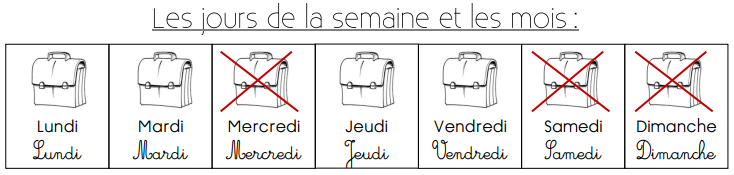 Les jours de la semaine et les mois :
Lundi Mardi Mercredi Jeudi Vendredi Samedi Dimanche
Lundi Mardi Mercredi Jeudi Vendredi Samedi Dimanche